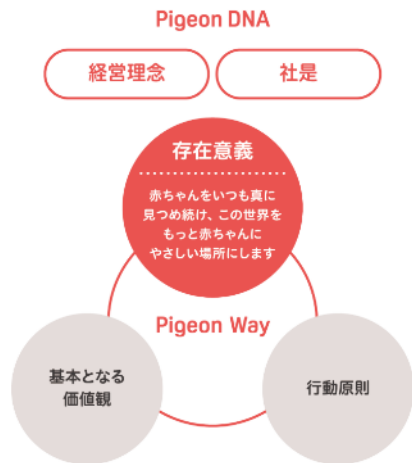 Pigeon DNA
経営理念
社是
存在意義
赤ちゃんをいつも真に
見つめ続け、この世界を
もっと赤ちゃんに
やさしい場所にします
Pigeon Way
基本となる
価値観
行動原則